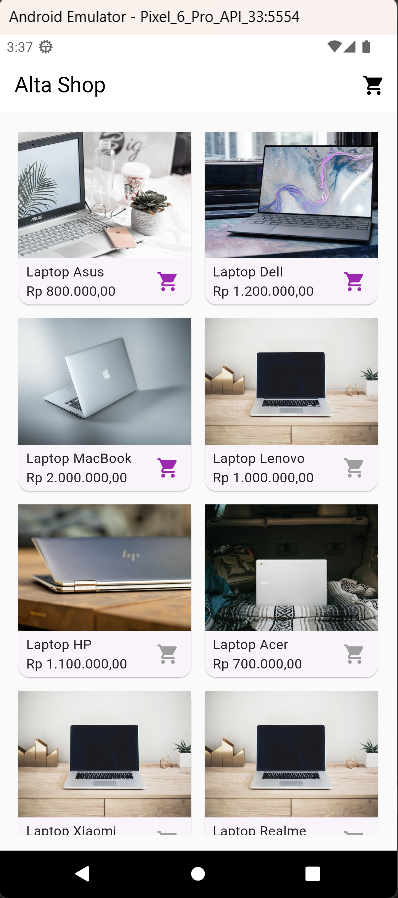 Android Emulator - Pixel_6_Pro_API_33:5554
3:37
Alta Shop
ASUS
Laptop Asus
Rp 800.000,00
Laptop Dell
Rp 1.200.000,00
Laptop MacBook
Rp 2.000.000,00
Laptop Lenovo
Rp 1.000.000,00
hp
Laptop HP
Rp 1.100.000,00
Laptop Acer
Rp 700.000,00
Laptop Xiaomi
Laptop Realme